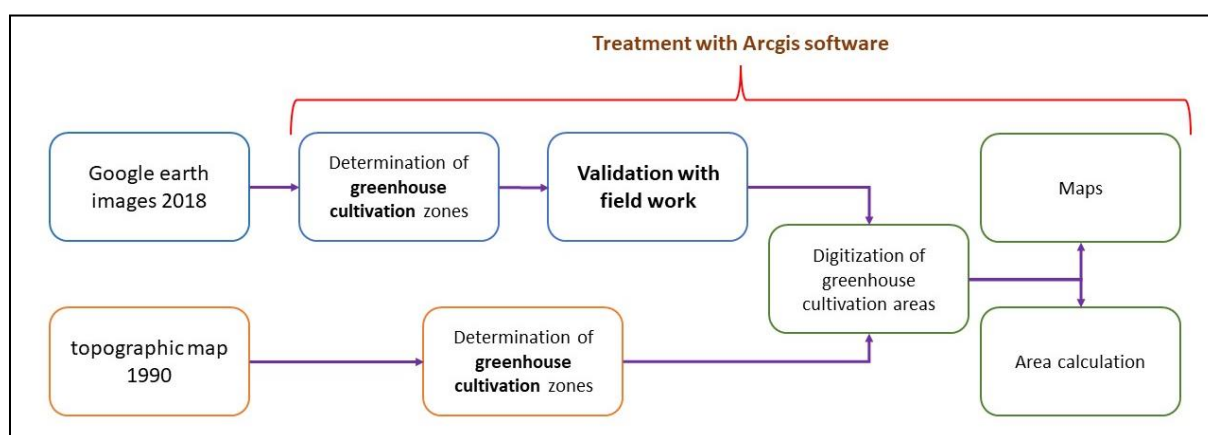 Treatment with Arcgis software
Google earth
images 2018
Determination of
greenhouse
cultivation zones
Validation with
field work
Digitization of
greenhouse
cultivation areas
Maps
topographic map
1990
Determination of
greenhouse
cultivation zones
Area calculation